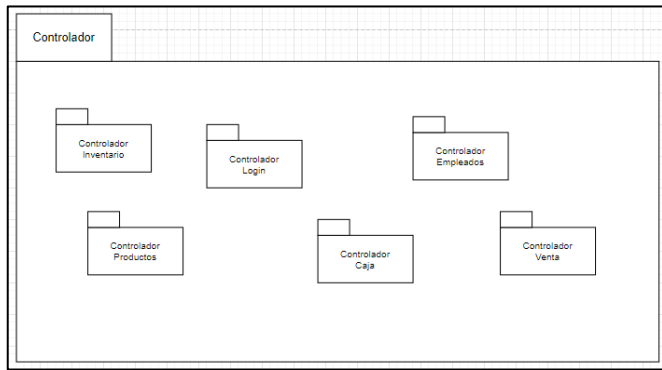 Controlador
Controlador
Inventario
Controlador
Login
Controlador
Empleados
Controlador
Productos
Controlador
Caja
Controlador
Venta